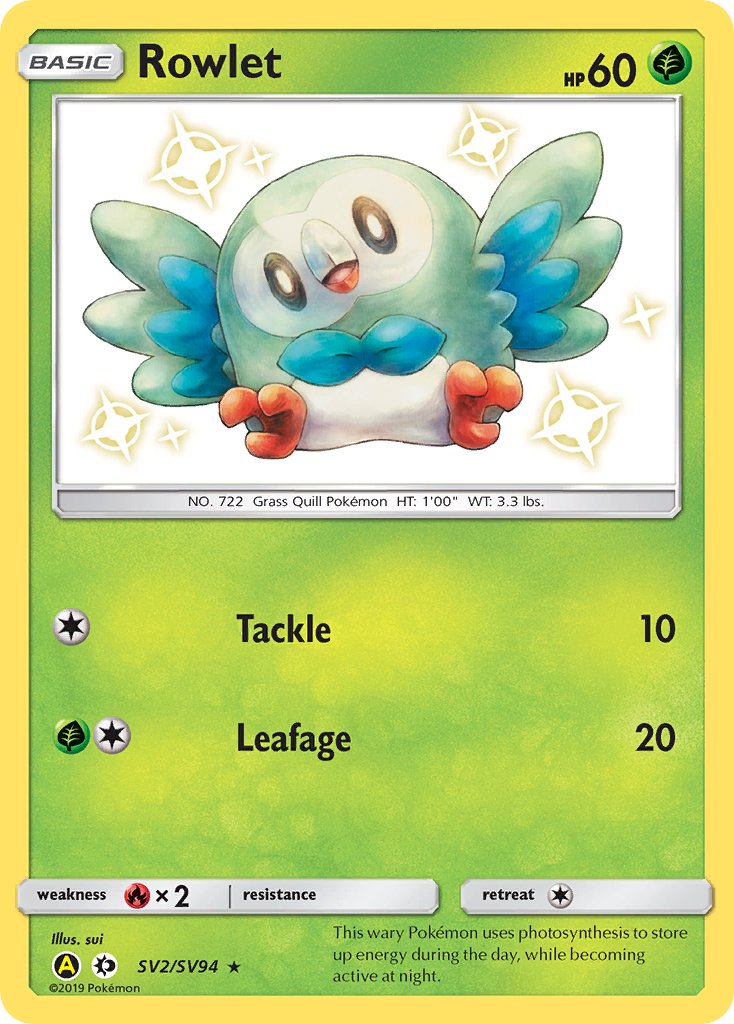 BASIC Rowlet HP60
NO. 722 Grass Quill Pokémon HT: 1'00" WT: 3.3 lbs.
Tackle 10
Leafage 20
weakness × 2 resistance retreat
Illus. sui
A SV2/SV94 ★
©2019 Pokémon
This wary Pokémon uses photosynthesis to store
up energy during the day, while becoming
active at night.